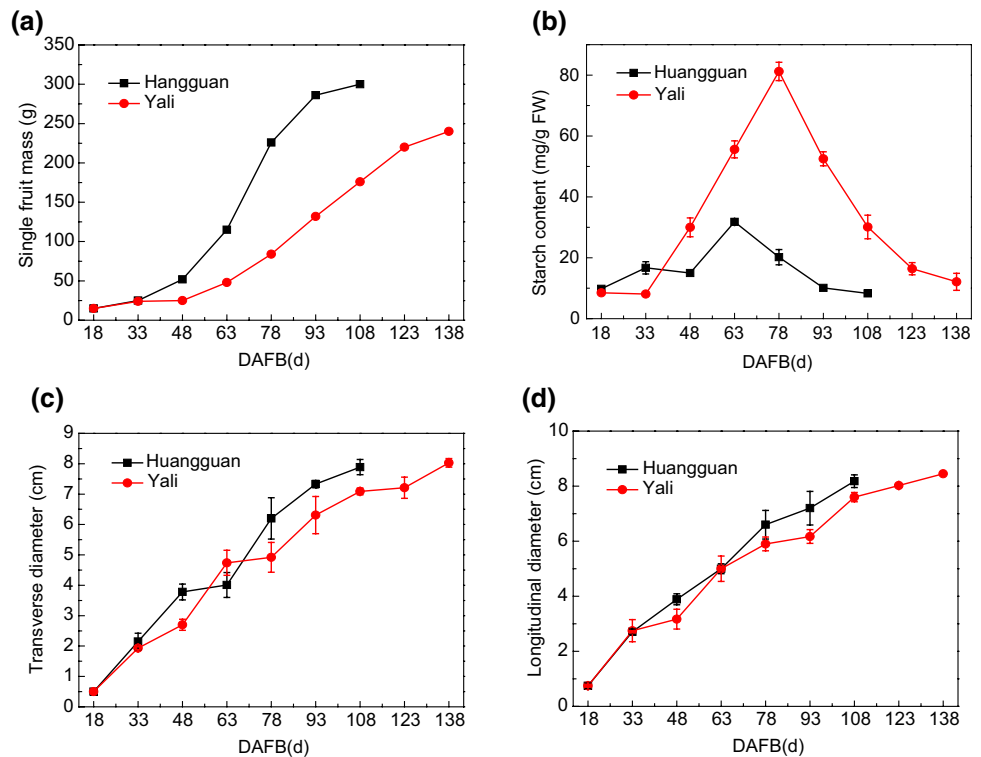 (a)
350
300
250
200
150
100
50
0
Single fruit mass (g)
Hangguan
Yali
18 33 48 63 78 93 108 123 138
DAFB(d)
(b)
80
60
40
20
0
Starch content (mg/g FW)
Huangguan
Yali
18 33 48 63 78 93 108 123 138
DAFB(d)
(c)
9
8
7
6
5
4
3
2
1
0
Transverse diameter (cm)
Huangguan
Yali
18 33 48 63 78 93 108 123 138
DAFB(d)
(d)
10
8
6
4
2
0
Longitudinal diameter (cm)
Huangguan
Yali
18 33 48 63 78 93 108 123 138
DAFB(d)